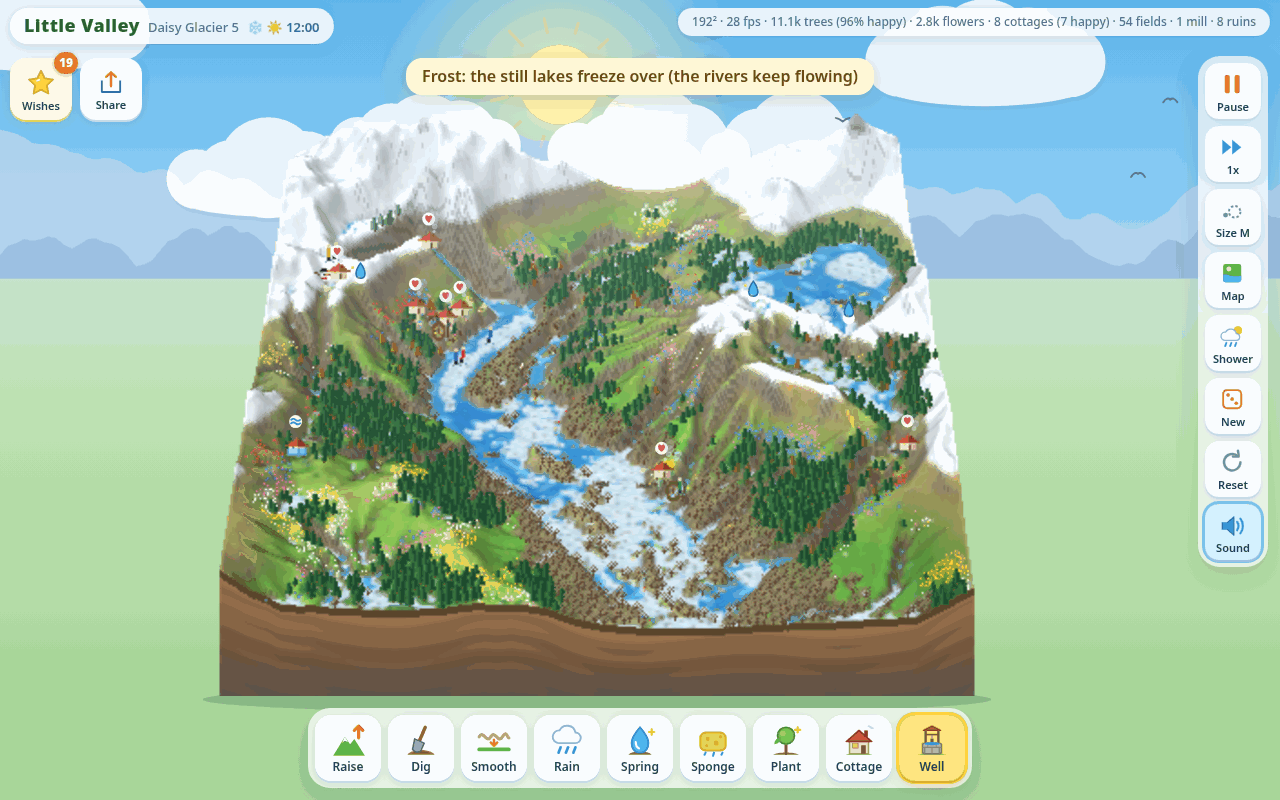 Little Valley Daisy Glacier 5 12:00
192² · 28 fps · 11.1k trees (96% happy) · 2.8k flowers · 8 cottages (7 happy) · 54 fields · 1 mill · 8 ruins
19
Wishes
Share
Frost: the still lakes freeze over (the rivers keep flowing)
Pause
1x
Size M
Map
Shower
New
Reset
Sound
Raise
Dig
Smooth
Rain
Spring
Sponge
Plant
Cottage
Well